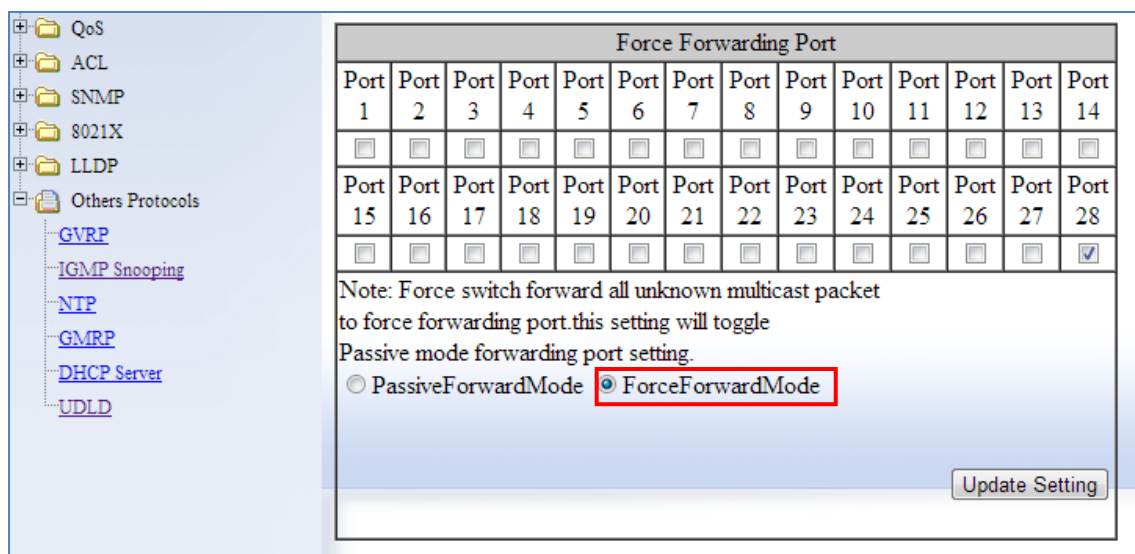 QoS
ACL
SNMP
8021X
LLDP
Others Protocols
GVRP
IGMP Snooping
NTP
GMRP
DHCP Server
UDLD
Force Forwarding Port
Port 1 Port 2 Port 3 Port 4 Port 5 Port 6 Port 7 Port 8 Port 9 Port 10 Port 11 Port 12 Port 13 Port 14
Port 15 Port 16 Port 17 Port 18 Port 19 Port 20 Port 21 Port 22 Port 23 Port 24 Port 25 Port 26 Port 27 Port 28
Note: Force switch forward all unknown multicast packet
to force forwarding port.this setting will toggle
Passive mode forwarding port setting.
PassiveForwardMode ForceForwardMode
Update Setting